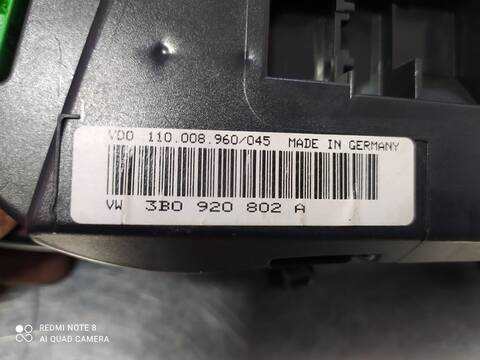 VDO 110.008.960/045 MADE IN GERMANY
VW 3B0 920 802 A
REDMI NOTE 8
AI QUAD CAMERA